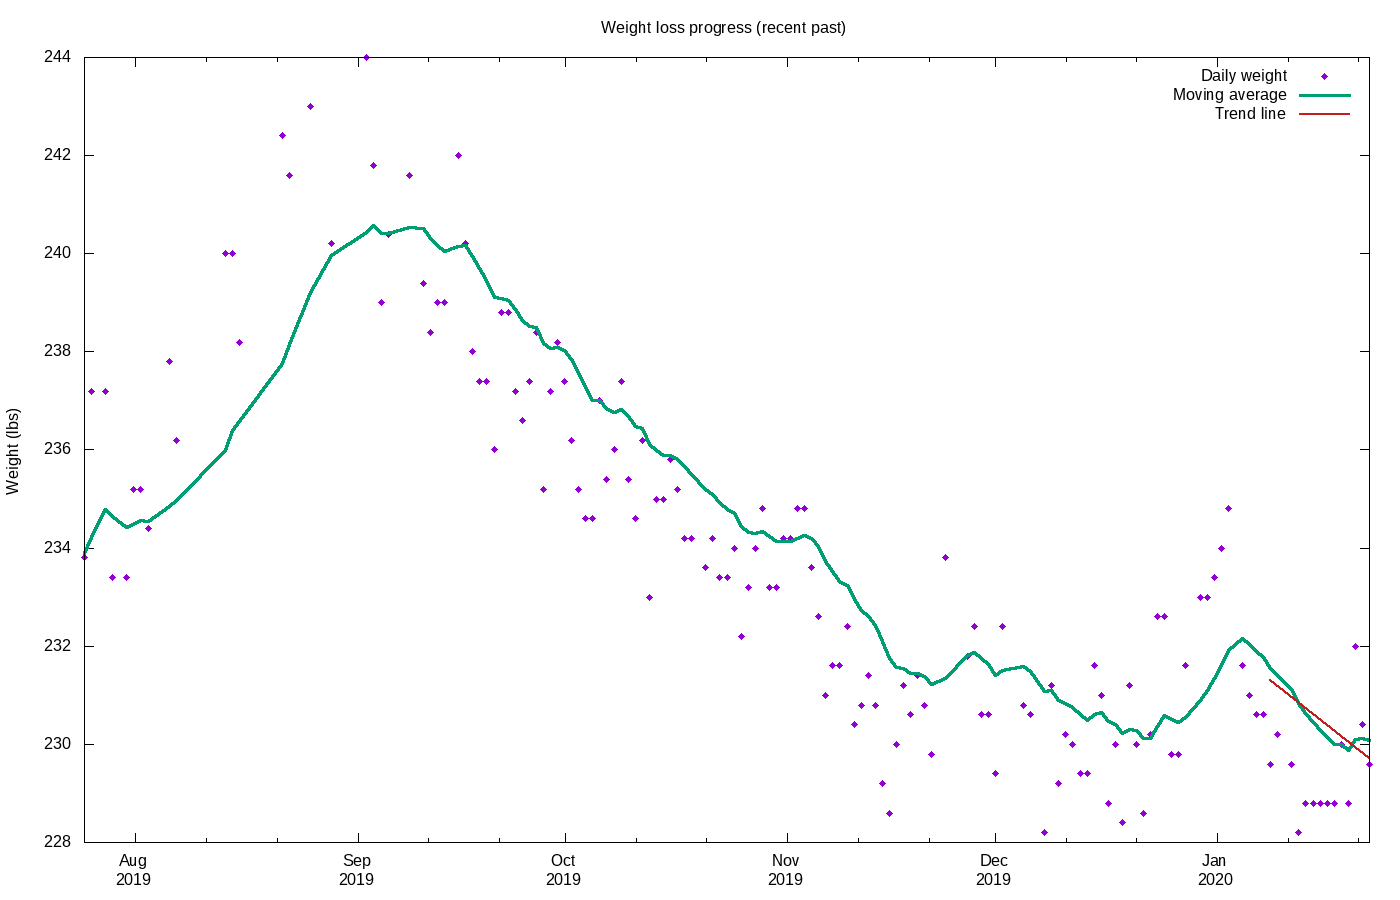 Weight loss progress (recent past)
Daily weight
Moving average
Trend line
244
242
240
238
236
234
232
230
228
Weight (lbs)
Aug Sep Oct Nov Dec Jan
2019 2019 2019 2019 2019 2020